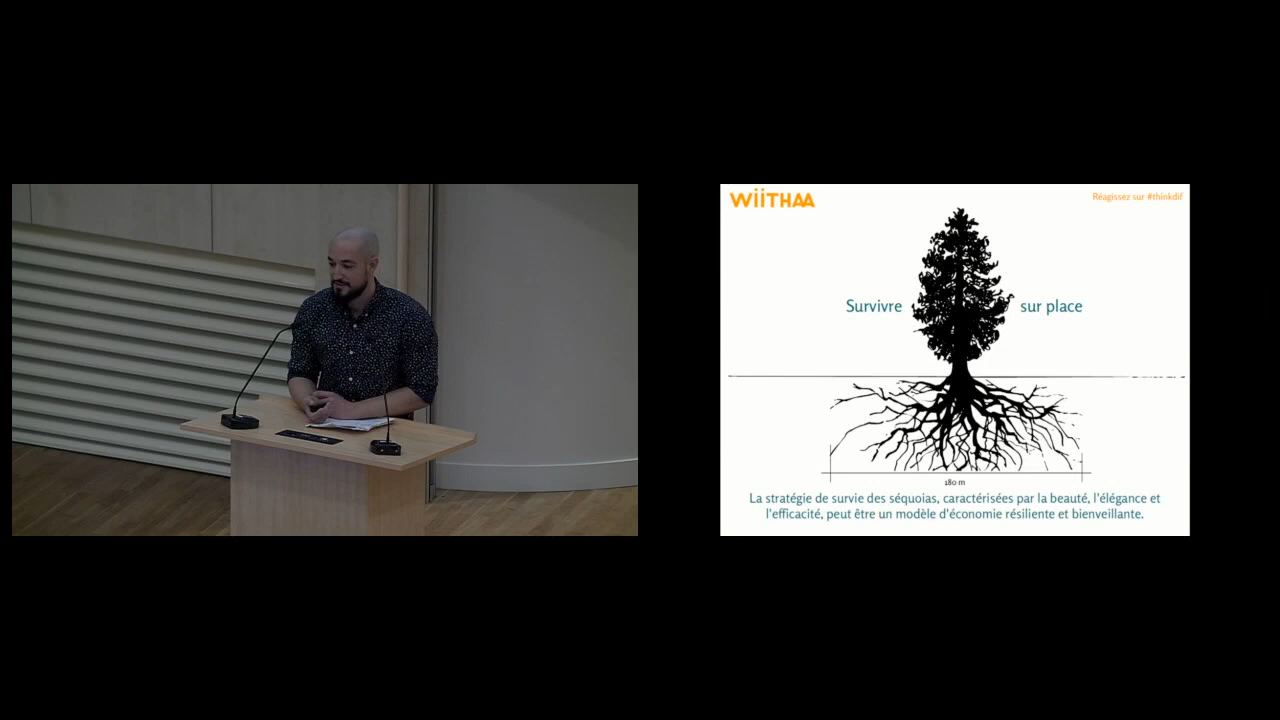 WiiTHAA
Réagissez sur #thinkdif
Survivre sur place
180 m
La stratégie de survie des séquoias, caractérisées par la beauté, l'élégance et
l'efficacité, peut être un modèle d'économie résiliente et bienveillante.